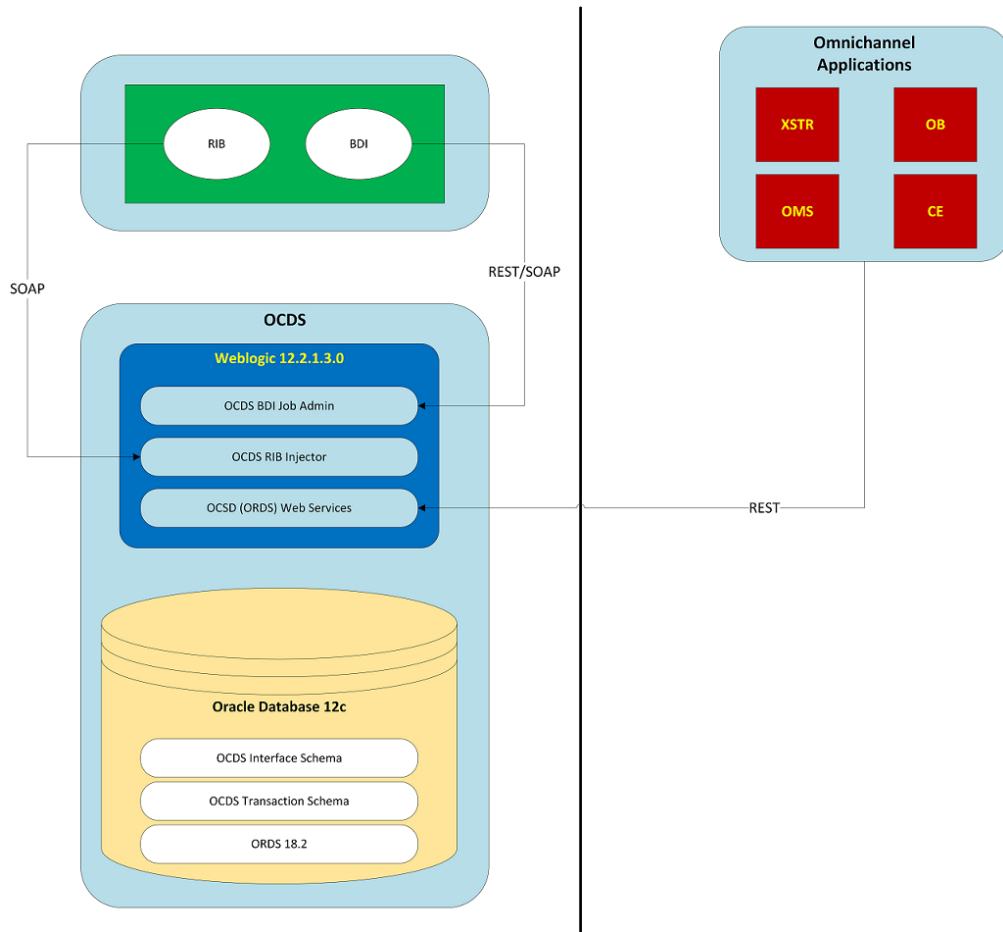 RIB
BDI
SOAP
REST/SOAP
OCDS
Weblogic 12.2.1.3.0
OCDS BDI Job Admin
OCDS RIB Injector
OCSD (ORDS) Web Services
Oracle Database 12c
OCDS Interface Schema
OCDS Transaction Schema
ORDS 18.2
Omnichannel
Applications
XSTR
OB
OMS
CE
REST